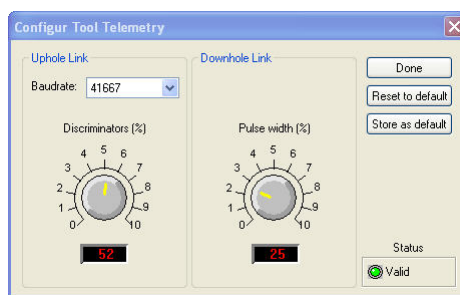 Configur Tool Telemetry
Uphole Link
Baudrate: 41667
Discriminators (%)
0 1 2 3 4 5 6 7 8 9 10
52
Downhole Link
Pulse width (%)
0 1 2 3 4 5 6 7 8 9 10
25
Done
Reset to default
Store as default
Status
Valid